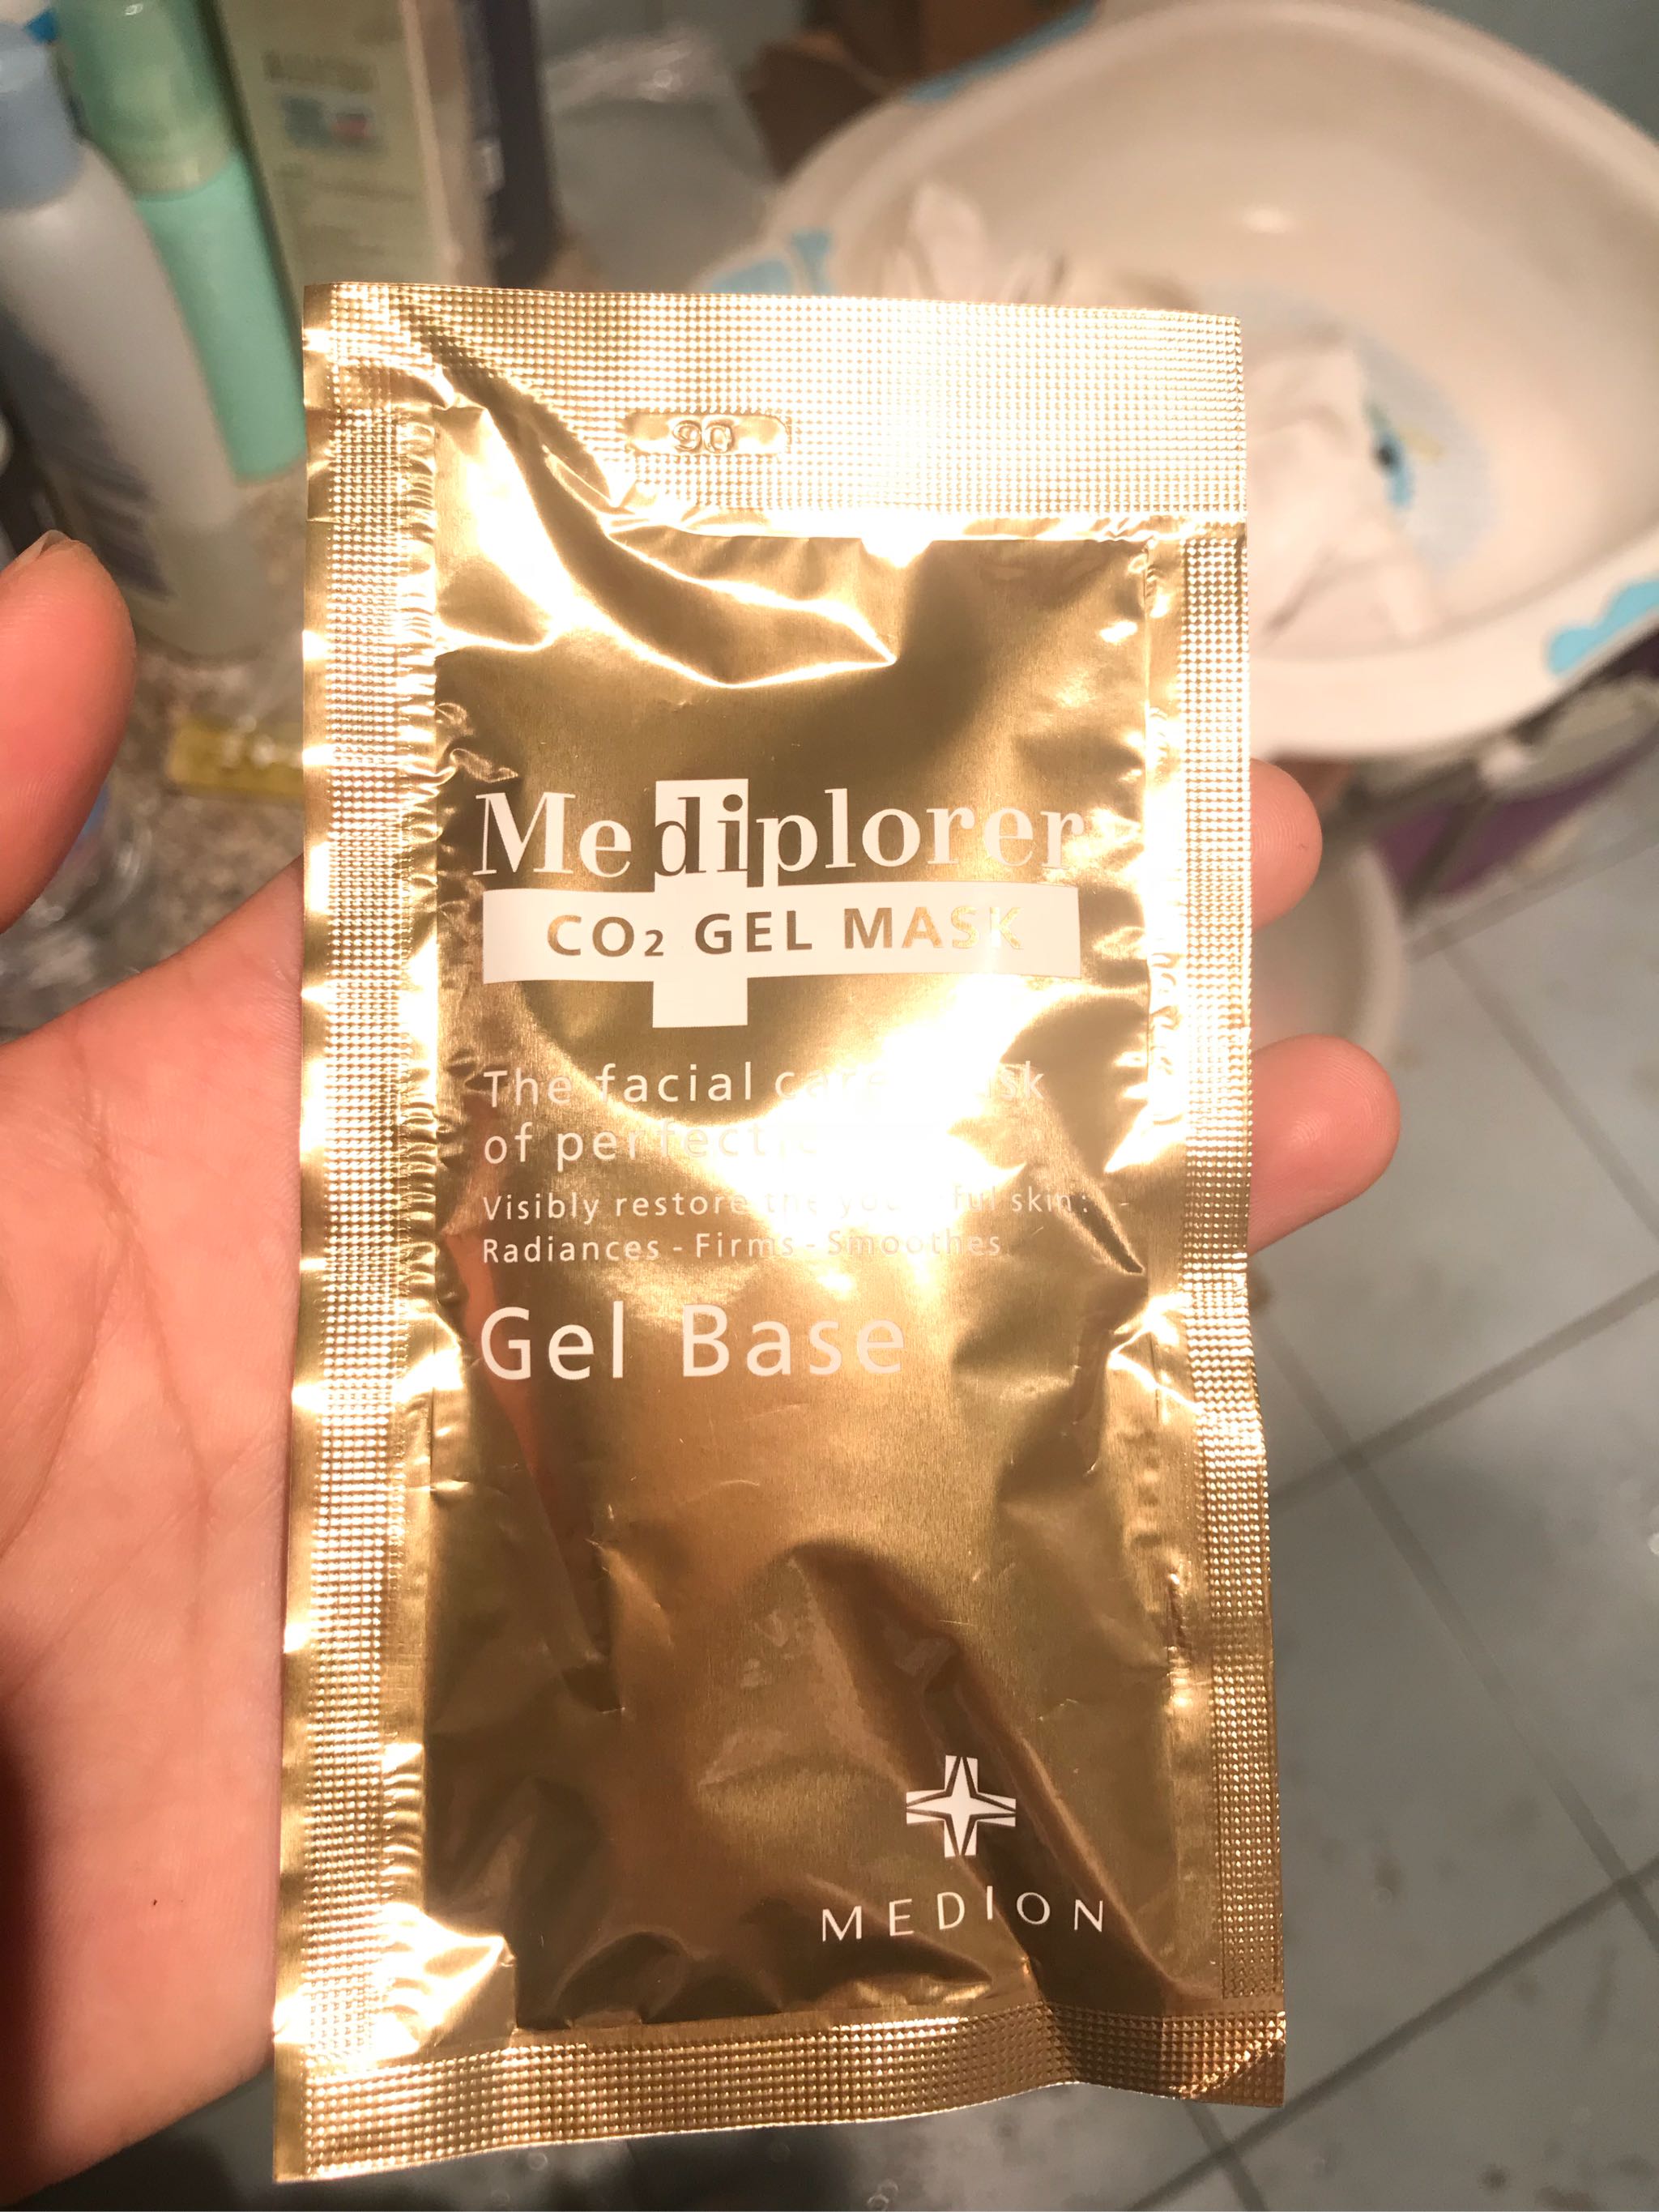 90
Mediplorer
CO₂ GEL MASK
The facial care mask
of perfection
Visibly restore the youthful skin:
Radiances - Firms - Smoothes
Gel Base
MEDION